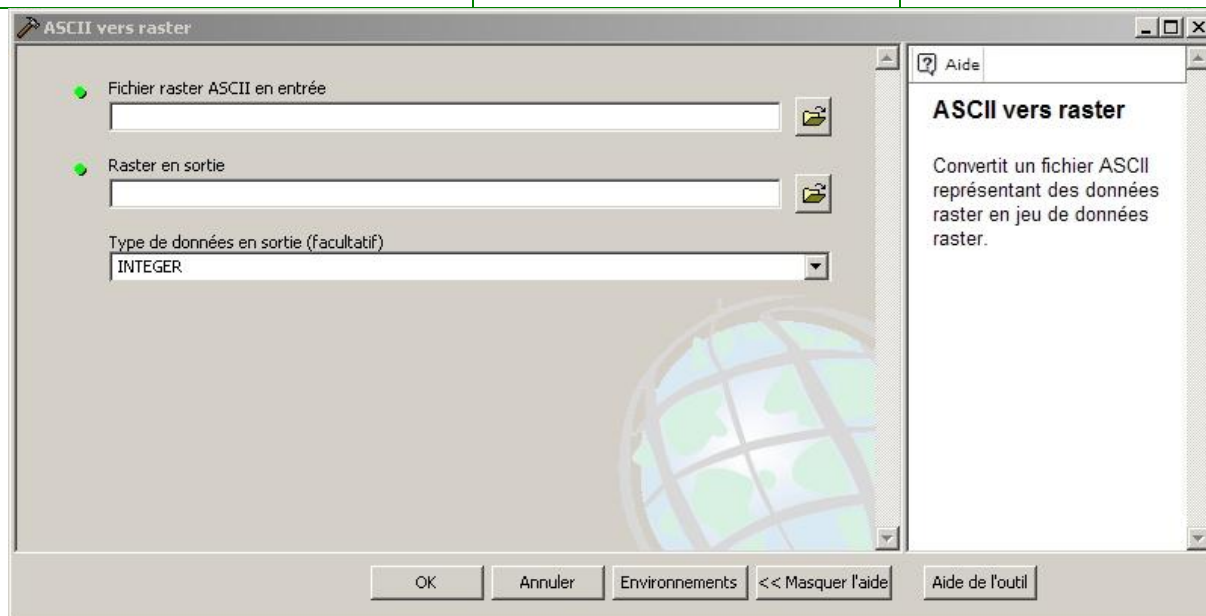 ASCII vers raster
Fichier raster ASCII en entrée
Raster en sortie
Type de données en sortie (facultatif)
INTEGER
Aide
ASCII vers raster
Convertit un fichier ASCII
représentant des données
raster en jeu de données
raster.
OK
Annuler
Environnements
<< Masquer l'aide
Aide de l'outil